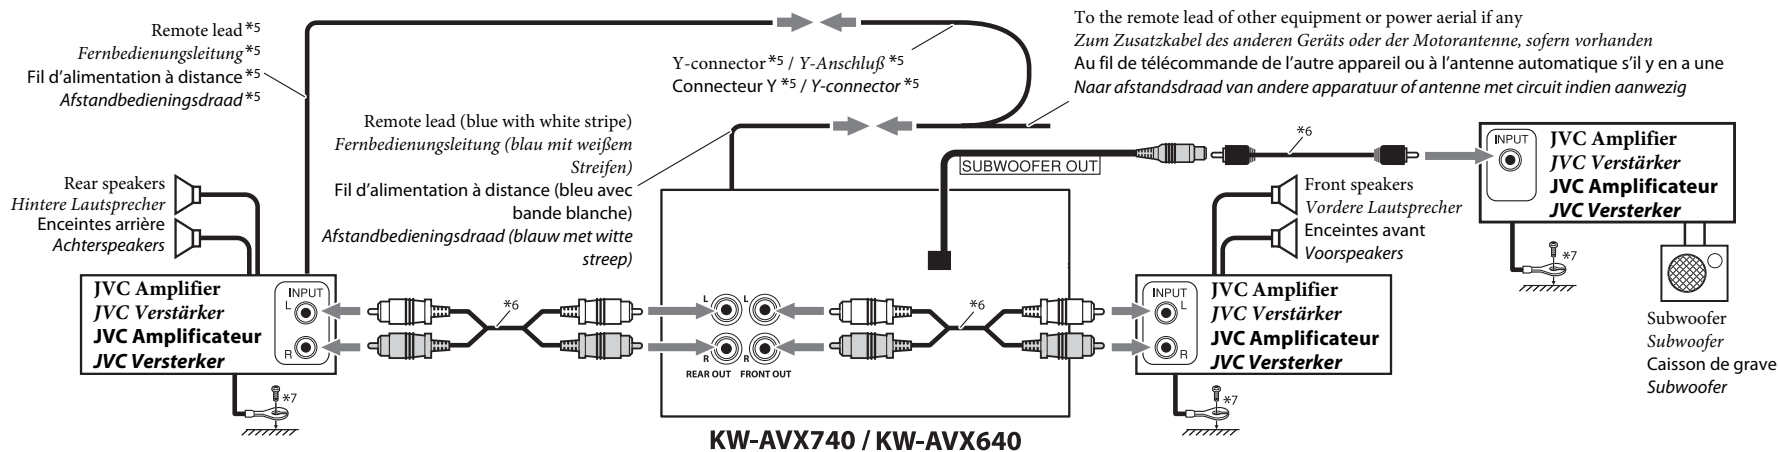 Remote lead *5
Fernbedienungsleitung *5
Fil d’alimentation à distance *5
Afstandbedieningsdraad *5
Y-connector *5 / Y-Anschluß *5
Connecteur Y *5 / Y-connector *5
To the remote lead of other equipment or power aerial if any
Zum Zusatzkabel des anderen Geräts oder der Motorantenne, sofern vorhanden
Au fil de télécommande de l’autre appareil ou à l’antenne automatique s’il y en a une
Naar afstandsdraad van andere apparatuur of antenne met circuit indien aanwezig
Remote lead (blue with white stripe)
Fernbedienungsleitung (blau mit weißem
Streifen)
Fil d’alimentation à distance (bleu avec
bande blanche)
Afstandbedieningsdraad (blauw met witte
streep)
SUBWOOFER OUT
*6
INPUT
JVC Amplifier
JVC Verstärker
JVC Amplificateur
JVC Versterker
*7
Subwoofer
Subwoofer
Caisson de grave
Subwoofer
Rear speakers
Hintere Lautsprecher
Enceintes arrière
Achterspeakers
Front speakers
Vordere Lautsprecher
Enceintes avant
Voorspeakers
JVC Amplifier
JVC Verstärker
JVC Amplificateur
JVC Versterker
INPUT
L
R
*7
*6
L
L
R
R
REAR OUT
FRONT OUT
*6
INPUT
L
R
JVC Amplifier
JVC Verstärker
JVC Amplificateur
JVC Versterker
*7
KW-AVX740 / KW-AVX640